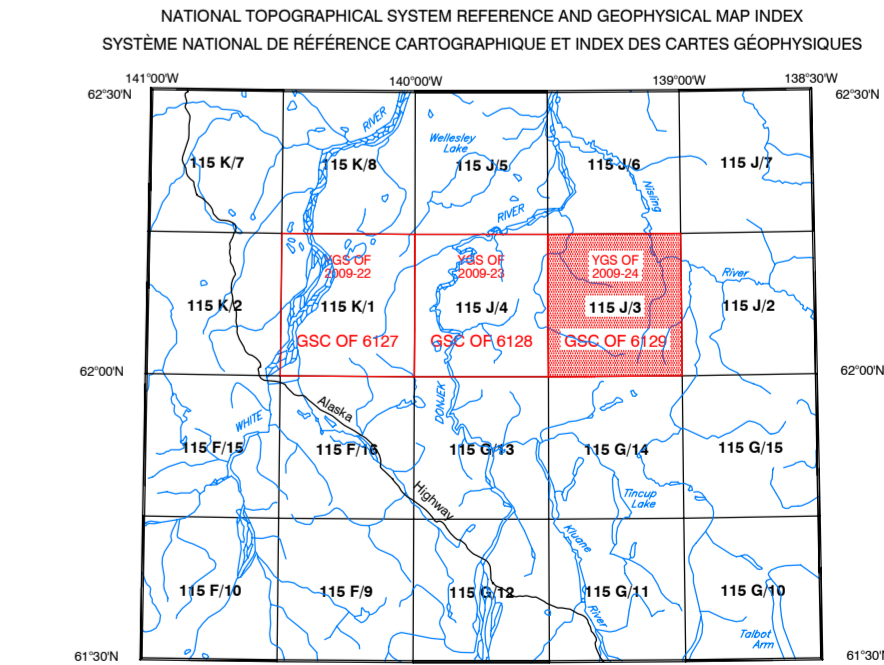 NATIONAL TOPOGRAPHICAL SYSTEM REFERENCE AND GEOPHYSICAL MAP INDEX
SYSTÈME NATIONAL DE RÉFÉRENCE CARTOGRAPHIQUE ET INDEX DES CARTES GÉOPHYSIQUES
141°00'W 140°00'W 139°00'W 138°30'W
62°30'N 62°30'N
RIVER
Wellesley
Lake
115 K/7 115 K/8 115 J/5 115 J/6 115 J/7
Nisling
RIVER
YGS OF
2009-22
YGS OF
2009-23
YGS OF
2009-24
River
115 K/2 115 K/1 115 J/4 115 J/3 115 J/2
GSC OF 6127 GSC OF 6128 GSC OF 6129
62°00'N 62°00'N
DONJEK
Alaska
WHITE
115 F/15 115 F/16 115 G/13 115 G/14 115 G/15
Highway
Tincup
Lake
Kluane
115 F/10 115 F/9 115 G/12 115 G/11 115 G/10
River
Talbot
Arm
61°30'N 61°30'N